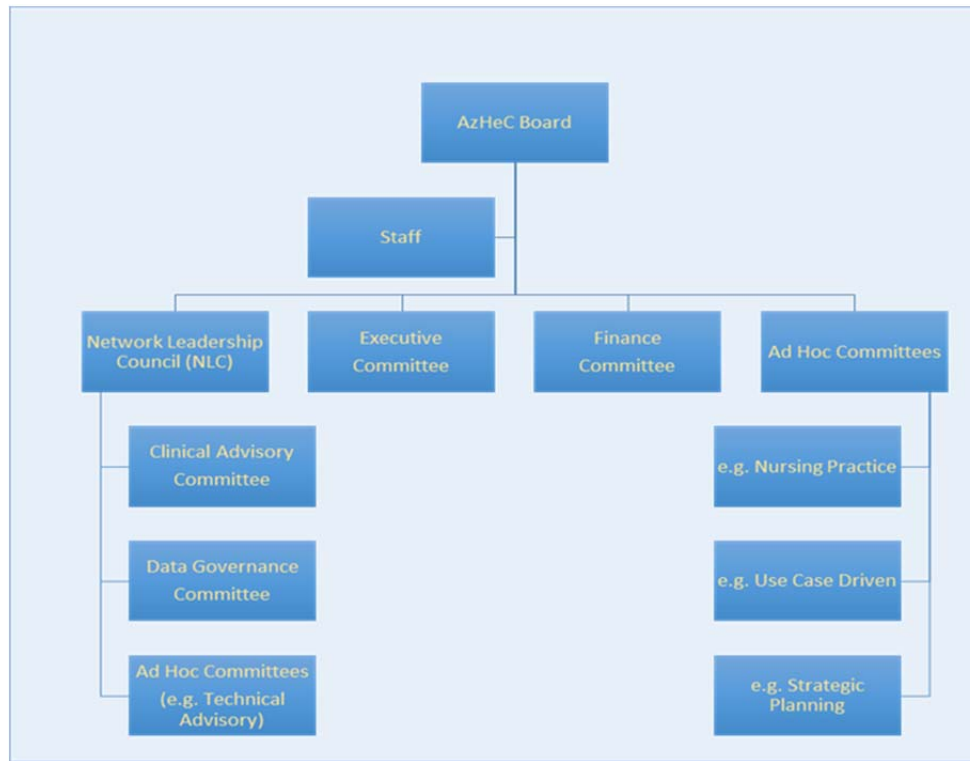 AzHeC Board
Staff
Network Leadership
Council (NLC)
Executive
Committee
Finance
Committee
Ad Hoc Committees
Clinical Advisory
Committee
e.g. Nursing Practice
Data Governance
Committee
e.g. Use Case Driven
Ad Hoc Committees
(e.g. Technical
Advisory)
e.g. Strategic
Planning